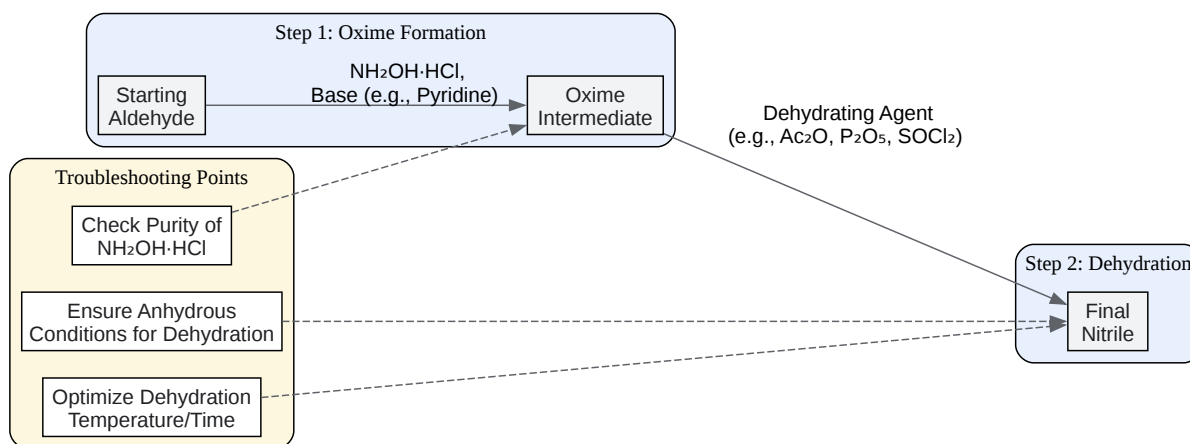 Step 1: Oxime Formation
Starting
Aldehyde
NH₂OH·HCl,
Base (e.g., Pyridine)
Oxime
Intermediate
Dehydrating Agent
(e.g., Ac₂O, P₂O₅, SOCl₂)
Troubleshooting Points
Check Purity of
NH₂OH·HCl
Ensure Anhydrous
Conditions for Dehydration
Optimize Dehydration
Temperature/Time
Step 2: Dehydration
Final
Nitrile